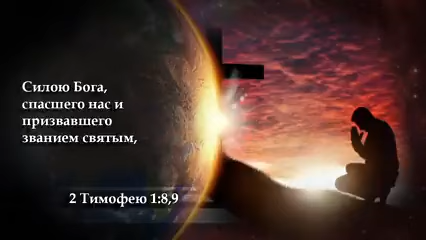 Силою Бога,
спасшего нас и
призвавшего
званием святым,
2 Тимофею 1:8,9